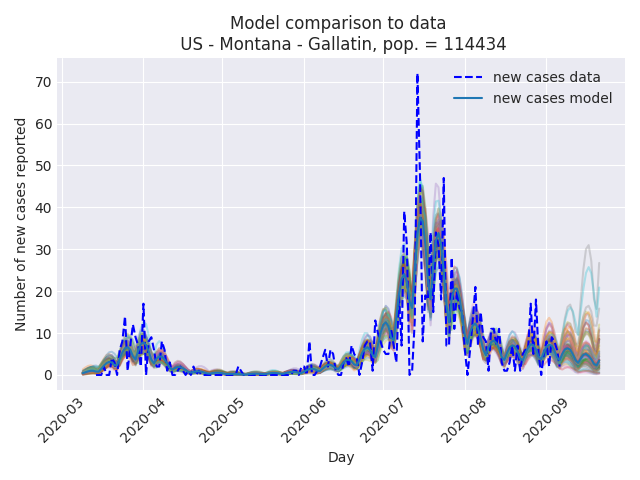 Model comparison to data
US - Montana - Gallatin, pop. = 114434
new cases data
new cases model
Number of new cases reported
70
60
50
40
30
20
10
0
2020-03
2020-04
2020-05
2020-06
2020-07
2020-08
2020-09
Day